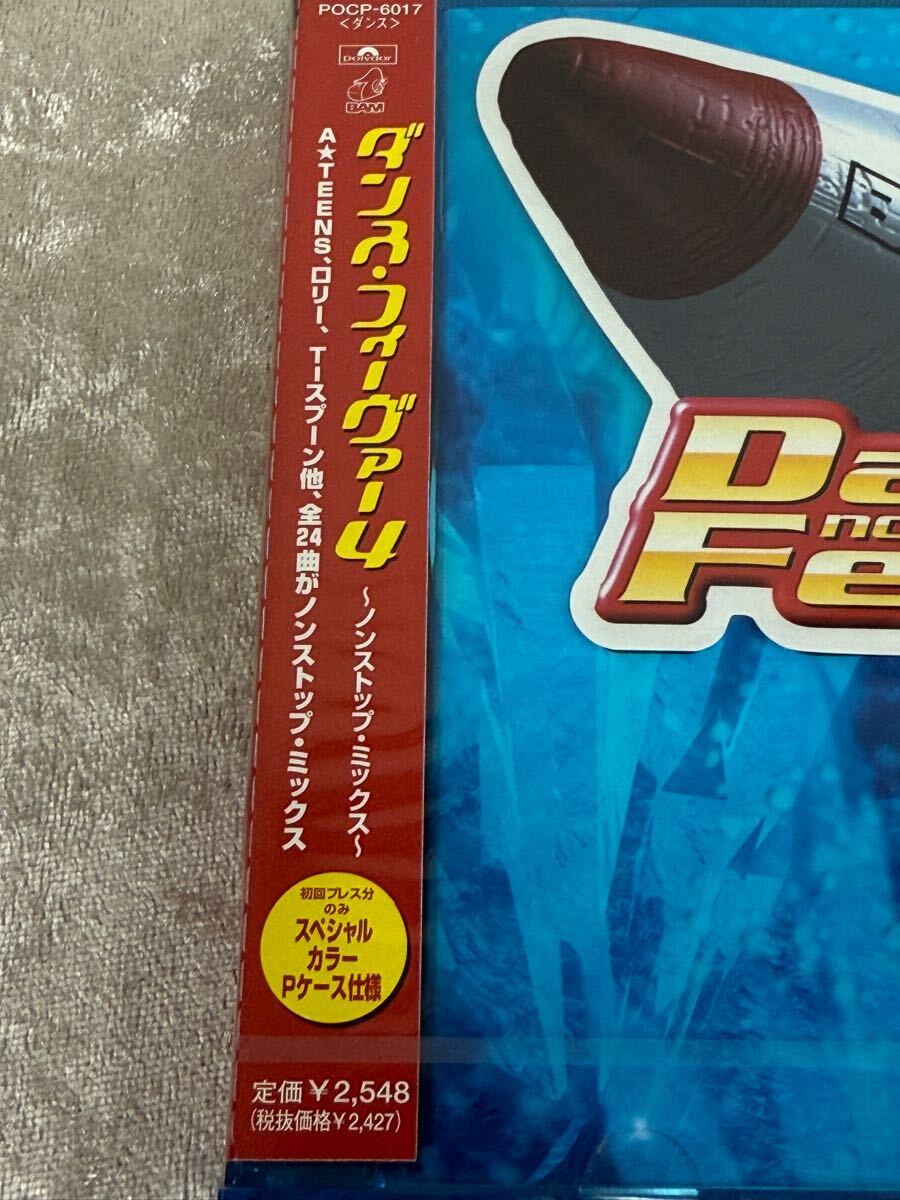 POCP-6017
<ダンス>
Polydor
BAM
ダンス・フィーヴァー4
~ノンストップ・ミックス~
A★TEENS、ロリー、Tースプーン他、全24曲がノンストップ・ミックス
初回プレス分
のみ
スペシャル
カラー
Pケース仕様
定価￥2,548
(税抜価格￥2,427)
Da
no
Fe